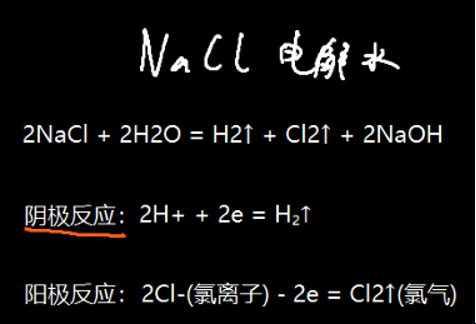 NaCl 电解水
2NaCl + 2H2O = H2↑ + Cl2↑ + 2NaOH
阴极反应：2H+ + 2e = H₂↑
阳极反应：2Cl-(氯离子) - 2e = Cl2↑(氯气)